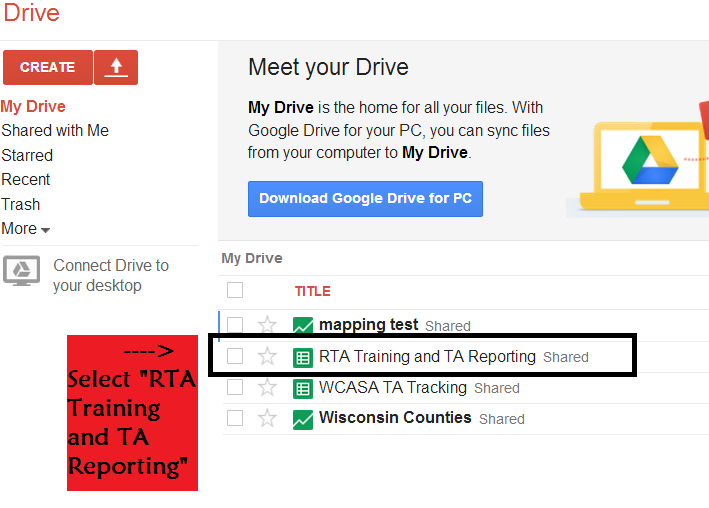 Drive
CREATE
My Drive
Shared with Me
Starred
Recent
Trash
More
Connect Drive to
your desktop
Meet your Drive
My Drive is the home for all your files. With
Google Drive for your PC, you can sync files
from your computer to My Drive.
Download Google Drive for PC
My Drive
TITLE
mapping test Shared
RTA Training and TA Reporting Shared
WCASA TA Tracking Shared
Wisconsin Counties Shared
---->
Select "RTA
Training
and TA
Reporting"